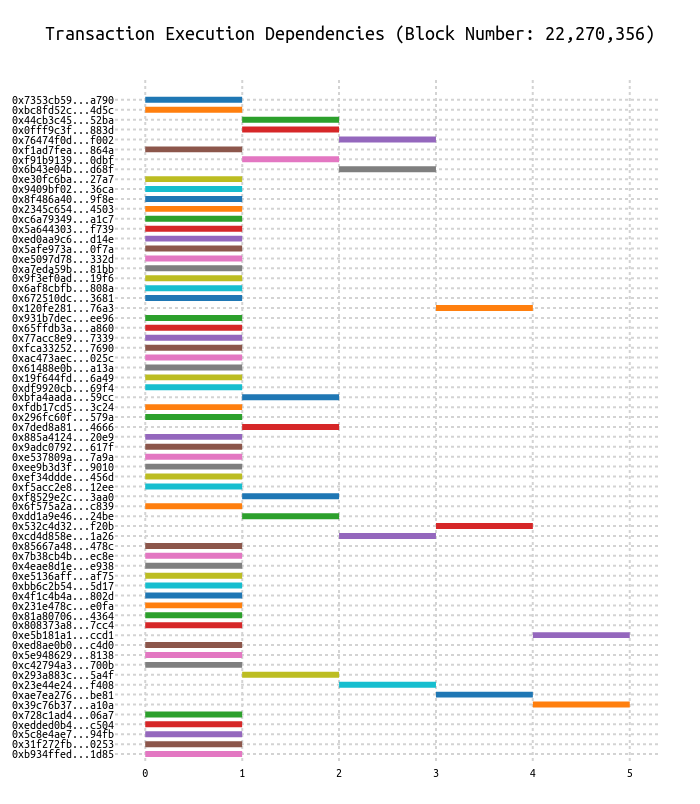 Transaction Execution Dependencies (Block Number: 22,270,356)
0x7353cb59...a790
0xbc8fd52c...4d5c
0x44cb3c45...52ba
0x0fff9c3f...883d
0x76474f0d...f002
0xf1ad7fea...864a
0xf91b9139...0dbf
0x6b43e04b...d68f
0xe30fc6ba...27a7
0x9409bf02...36ca
0x8f486a40...9f8e
0x2345c654...4503
0xc6a79349...a1c7
0x5a644303...f739
0xed0aa9c6...d14e
0x5afe973a...0f7a
0xe5097d78...332d
0xa7eda59b...81bb
0x9f3ef0ad...19f6
0x6af8cbfb...808a
0x672510dc...3681
0x120fe281...76a3
0x931b7dec...ee96
0x65ffdb3a...a860
0x77acc8e9...7339
0xfca33252...7690
0xac473aec...025c
0x61488e0b...a13a
0x19f644fd...6a49
0xdf9920cb...69f4
0xbfa4aada...59cc
0xfdb17cd5...3c24
0x296fc60f...579a
0x7ded8a81...4666
0x885a4124...20e9
0x9adc0792...617f
0xe537809a...7a9a
0xee9b3d3f...9010
0xef34ddde...456d
0xf5acc2e8...12ee
0xf8529e2c...3aa0
0x6f575a2a...c839
0xdd1a9e46...24be
0x532c4d32...f20b
0xcd4d858e...1a26
0x85667a48...478c
0x7b38cb4b...ec8e
0x4eae8d1e...e938
0xe5136aff...af75
0xbb6c2b54...5d17
0x4f1c4b4a...802d
0x231e478c...e0fa
0x81a80706...4364
0x808373a8...7cc4
0xe5b181a1...ccd1
0xed8ae0b0...c4d0
0x5e948629...8138
0xc42794a3...700b
0x293a883c...5a4f
0x23e44e24...f408
0xae7ea276...be81
0x39c76b37...a10a
0x728c1ad4...06a7
0xedded0b4...c504
0x5c8e4ae7...94fb
0x31f272fb...0253
0xb934ffed...1d85
0 1 2 3 4 5